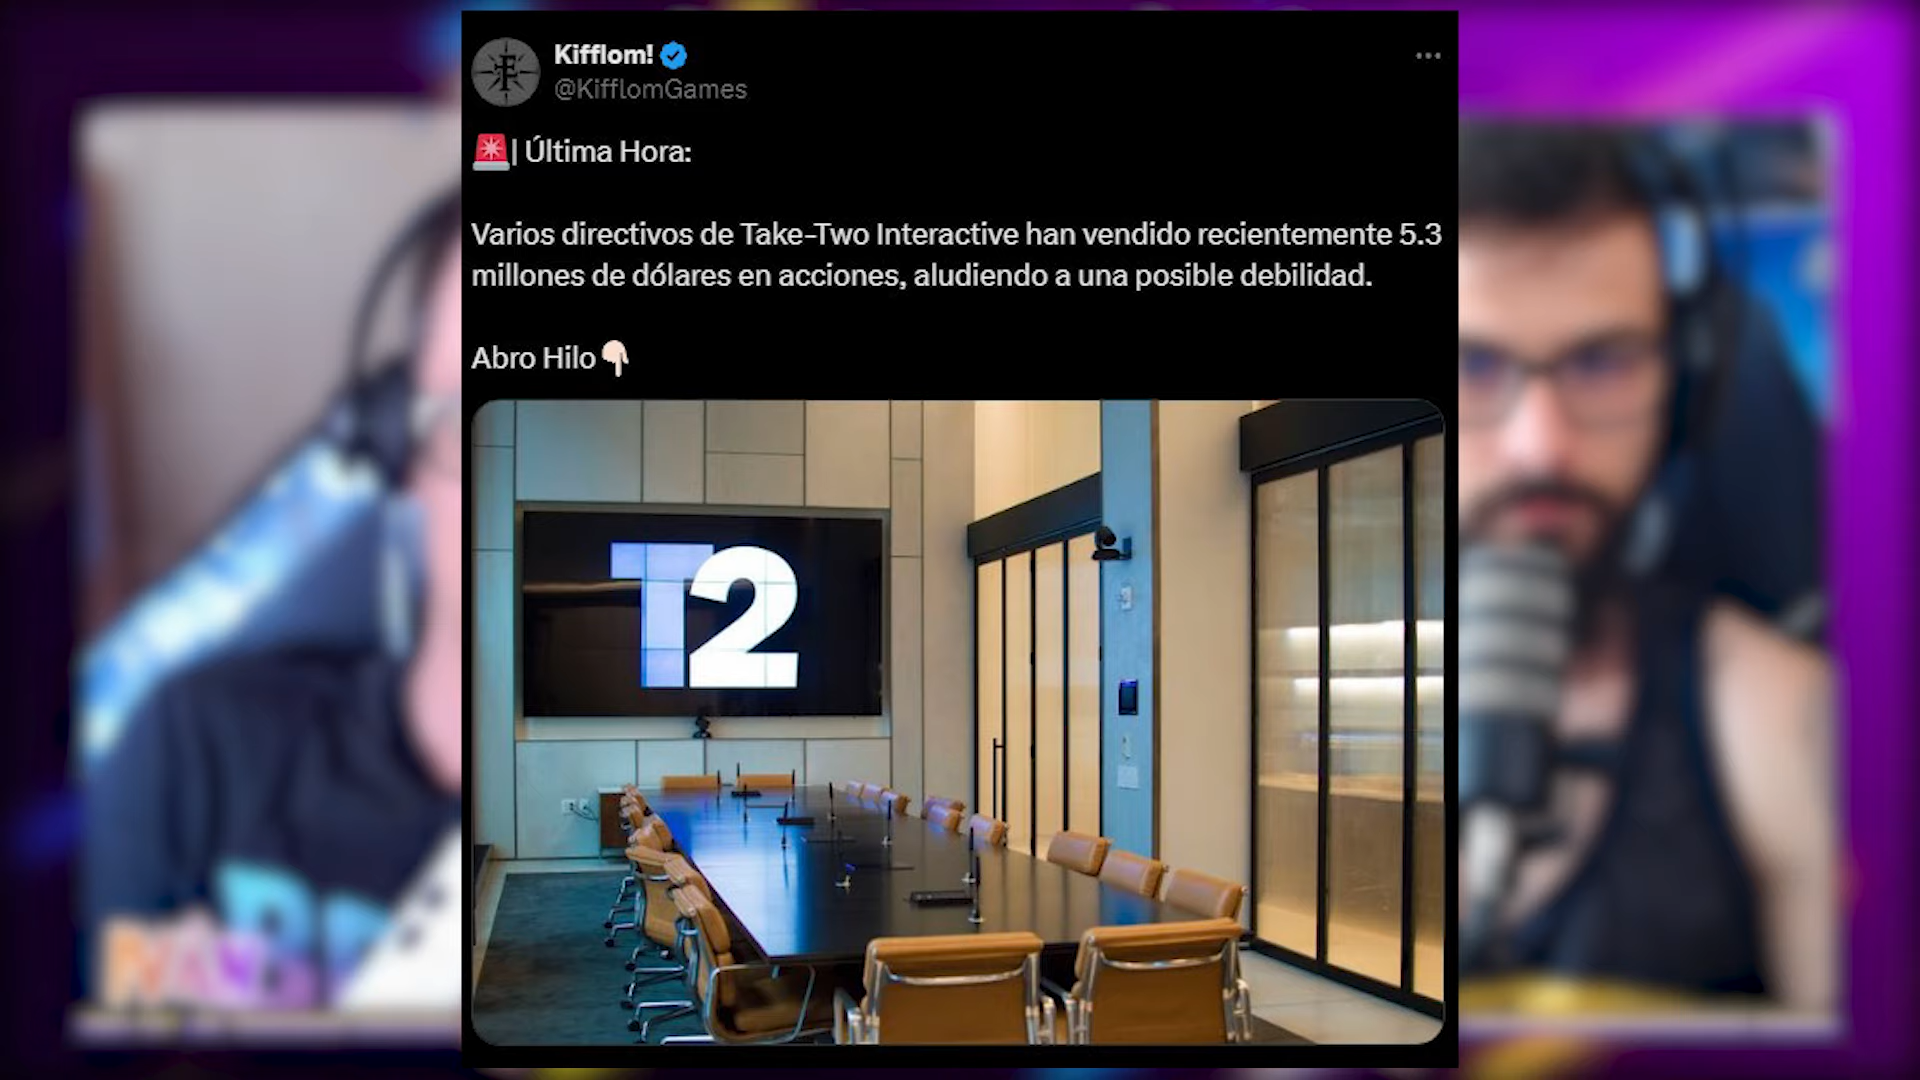 Kifflom!
@KifflomGames
| Última Hora:
Varios directivos de Take-Two Interactive han vendido recientemente 5.3
millones de dólares en acciones, aludiendo a una posible debilidad.
Abro Hilo
T2